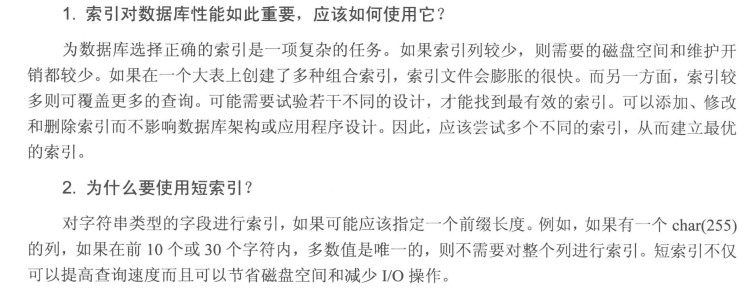 1. 索引对数据库性能如此重要，应该如何使用它？
为数据库选择正确的索引是一项复杂的任务。如果索引列较少，则需要的磁盘空间和维护开
销都较少。如果在一个大表上创建了多种组合索引，索引文件会膨胀的很快。而另一方面，索引较
多则可覆盖更多的查询。可能需要试验若干不同的设计，才能找到最有效的索引。可以添加、修改
和删除索引而不影响数据库架构或应用程序设计。因此，应该尝试多个不同的索引，从而建立最优
的索引。
2. 为什么要使用短索引？
对字符串类型的字段进行索引，如果可能应该指定一个前缀长度。例如，如果有一个 char(255)
的列，如果在前 10 个或 30 个字符内，多数值是唯一的，则不需要对整个列进行索引。短索引不仅
可以提高查询速度而且可以节省磁盘空间和减少 I/O 操作。